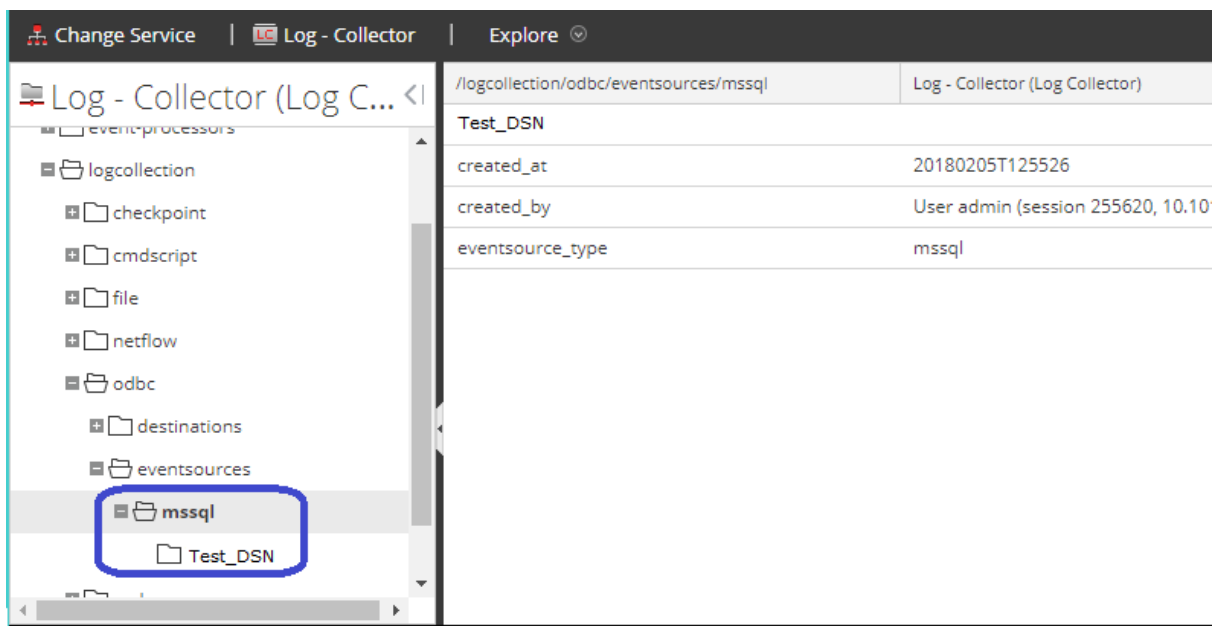 Change Service | LC Log - Collector | Explore
Log - Collector (Log C...
event-processors
logcollection
checkpoint
cmdscript
file
netflow
odbc
destinations
eventsources
mssql
Test_DSN
/logcollection/odbc/eventsources/mssql Log - Collector (Log Collector)
Test_DSN
created_at 20180205T125526
created_by User admin (session 255620, 10.10
eventsource_type mssql